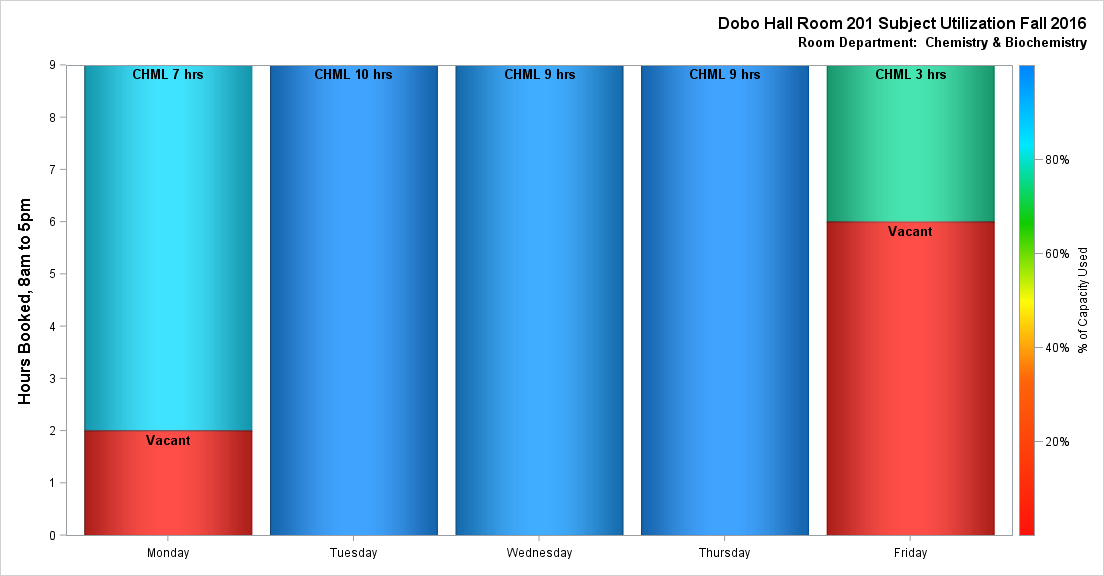 Dobo Hall Room 201 Subject Utilization Fall 2016
Room Department:  Chemistry & Biochemistry
Hours Booked, 8am to 5pm
9
8
7
6
5
4
3
2
1
0
CHML 7 hrs
Vacant
CHML 10 hrs
CHML 9 hrs
CHML 9 hrs
CHML 3 hrs
Vacant
Monday
Tuesday
Wednesday
Thursday
Friday
80%
60%
40%
20%
% of Capacity Used